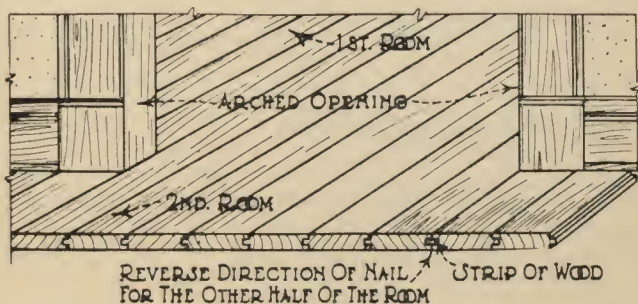 1ST. ROOM
ARCHED OPENING
2ND. ROOM
REVERSE DIRECTION OF NAIL
FOR THE OTHER HALF OF THE ROOM
STRIP OF WOOD